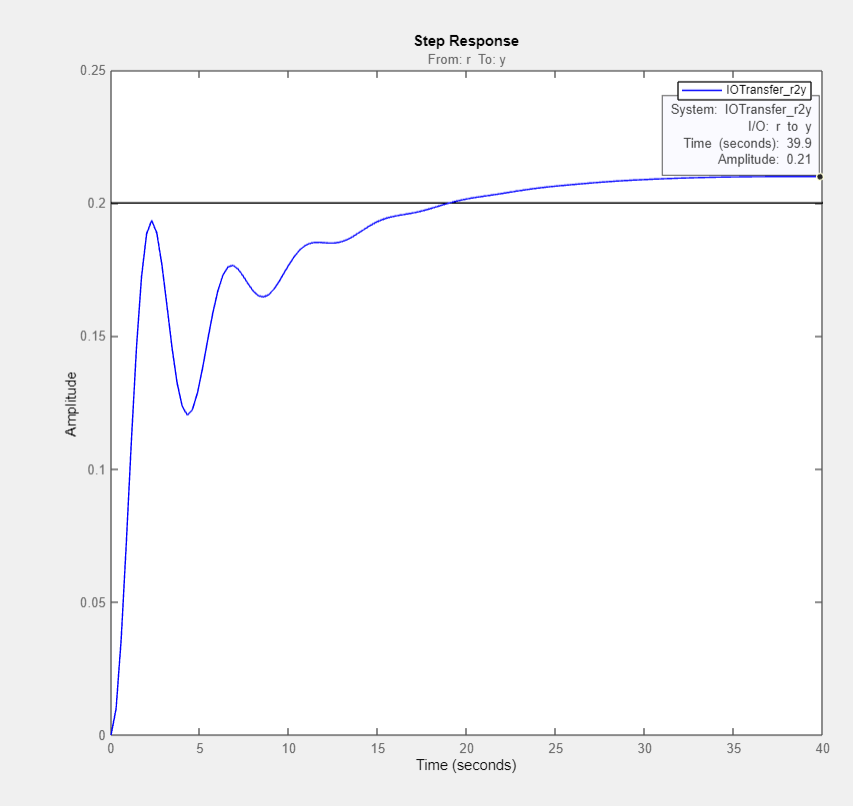 Step Response
From: r To: y
IOTransfer_r2y
System: IOTransfer_r2y
I/O: r to y
Time (seconds): 39.9
Amplitude: 0.21
0.25
0.2
0.15
0.1
0.05
0
Amplitude
0 5 10 15 20 25 30 35 40
Time (seconds)